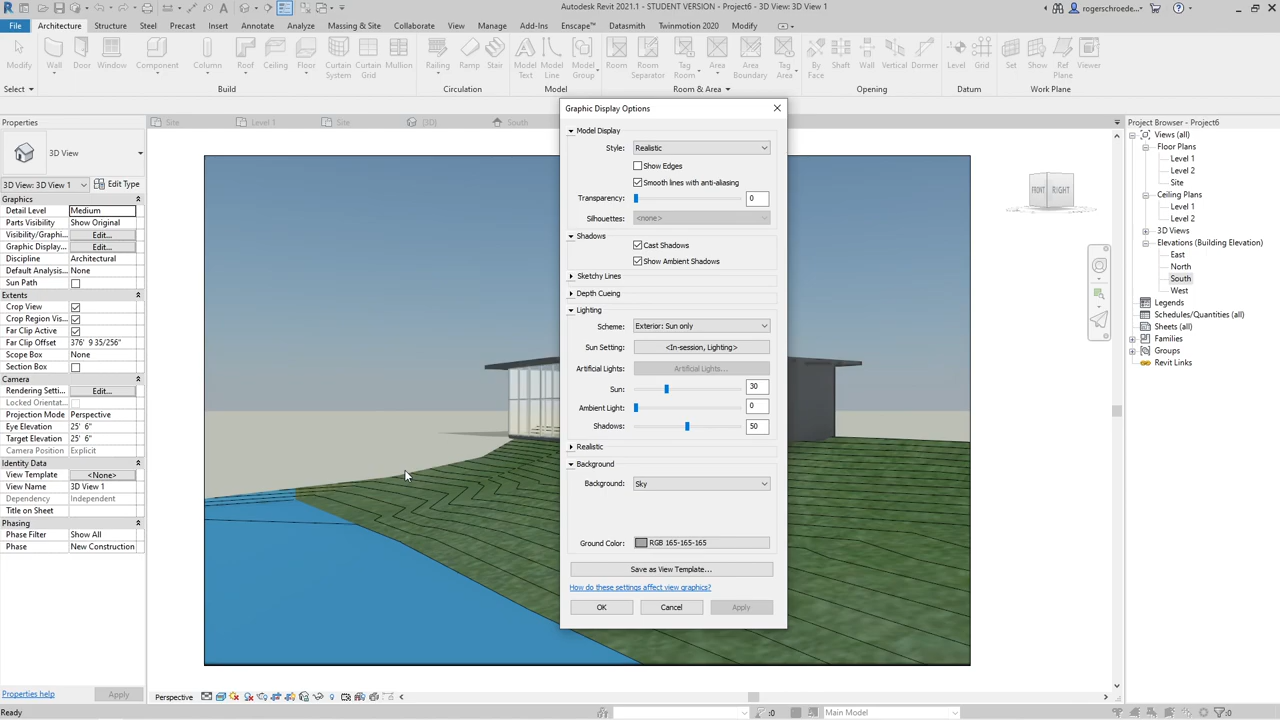 Autodesk Revit 2021.1 - STUDENT VERSION - Project6 - 3D View: 3D View 1
rogerschroede...
File Architecture Structure Steel Precast Systems Insert Annotate Analyze Massing & Site Collaborate View Manage Add-Ins Enscape™ Datasmith Twinmotion 2020 Modify
Modify Wall Door Window Component Column Roof Ceiling Floor Curtain System Curtain Grid Mullion Railing Ramp Stair Model Text Model Line Model Group Room Room Separator Tag Room Area Area Boundary Tag Area By Face Shaft Wall Vertical Dormer Level Grid Set Show Ref Plane Viewer
Select Build Circulation Model Room & Area Opening Datum Work Plane
Properties
Site Level 1 Site {3D} South
3D View
3D View: 3D View 1 Edit Type
Graphics
Detail Level Medium
Parts Visibility Show Original
Visibility/Graphi... Edit...
Graphic Display... Edit...
Discipline Architectural
Default Analysi... None
Sun Path
Extents
Crop View
Crop Region Vis...
Far Clip Active
Far Clip Offset 376' 9 35/256"
Scope Box None
Section Box
Camera
Rendering Setti... Edit...
Locked Orientat...
Projection Mode Perspective
Eye Elevation 25' 6"
Target Elevation 25' 6"
Camera Position Explicit
Identity Data
View Template <None>
View Name 3D View 1
Dependency Independent
Title on Sheet
Phasing
Phase Filter Show All
Phase New Construction
Properties help Apply
Graphic Display Options
Model Display
Style: Realistic
Show Edges
Smooth lines with anti-aliasing
Transparency: 0
Silhouettes: <none>
Shadows
Cast Shadows
Show Ambient Shadows
Sketchy Lines
Depth Cueing
Lighting
Scheme: Exterior: Sun only
Sun Setting: <In-session, Lighting>
Artificial Lights: Artificial Lights...
Sun: 30
Ambient Light: 0
Shadows: 50
Realistic
Background
Background: Sky
Ground Color: RGB 165-165-165
Save as View Template...
How do these settings affect view graphics?
OK Cancel Apply
FRONT RIGHT
Project Browser - Project6
Views (all)
Floor Plans
Level 1
Level 2
Site
Ceiling Plans
Level 1
Level 2
3D Views
Elevations (Building Elevation)
East
North
South
West
Legends
Schedules/Quantities (all)
Sheets (all)
Families
Groups
Revit Links
Perspective
:0 Main Model :0